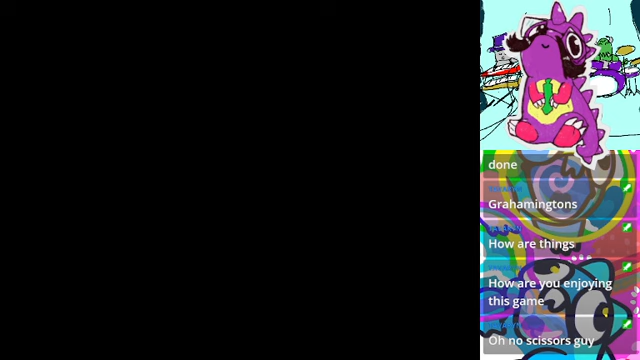 done
Grahamingtons
How are things
How are you enjoying
this game
Oh no scissors guy